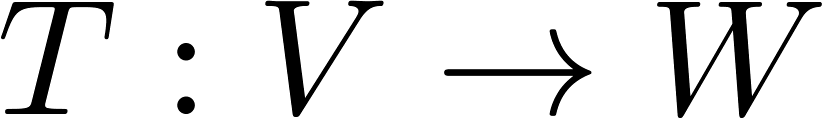 T : V → W